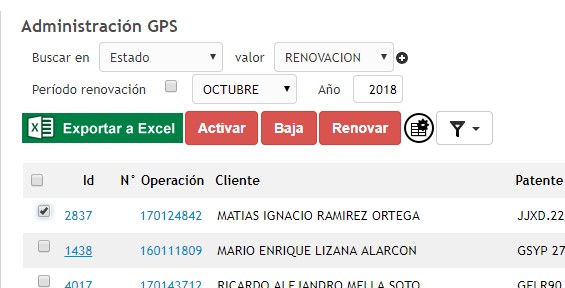 Administración GPS
Buscar en Estado valor RENOVACION
Período renovación OCTUBRE Año 2018
Exportar a Excel Activar Baja Renovar
Id N° Operación Cliente Patente
2837 170124842 MATIAS IGNACIO RAMIREZ ORTEGA JJXD.22
1438 160111809 MARIO ENRIQUE LIZANA ALARCON GSYP 27
4017 170143712 RICARDO ALEJANDRO MELLA SOTO GFLR90